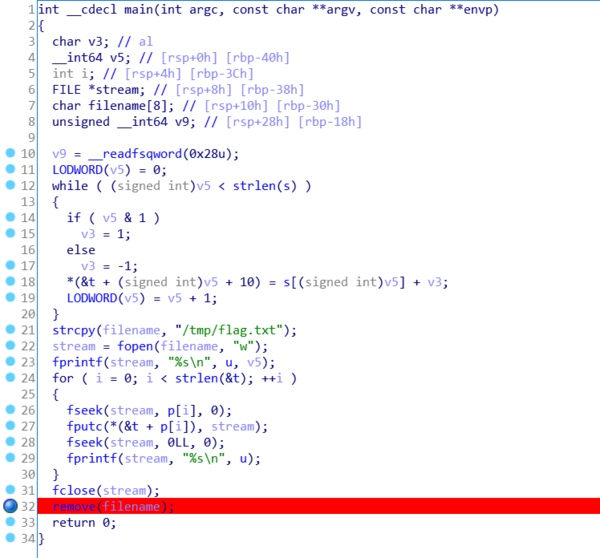 1 int __cdecl main(int argc, const char **argv, const char **envp)
2 {
3 char v3; // al
4 __int64 v5; // [rsp+0h] [rbp-40h]
5 int i; // [rsp+4h] [rbp-3Ch]
6 FILE *stream; // [rsp+8h] [rbp-38h]
7 char filename[8]; // [rsp+10h] [rbp-30h]
8 unsigned __int64 v9; // [rsp+28h] [rbp-18h]
9
10 v9 = __readfsqword(0x28u);
11 LODWORD(v5) = 0;
12 while ( (signed int)v5 < strlen(s) )
13 {
14 if ( v5 & 1 )
15 v3 = 1;
16 else
17 v3 = -1;
18 *(&t + (signed int)v5 + 10) = s[(signed int)v5] + v3;
19 LODWORD(v5) = v5 + 1;
20 }
21 strcpy(filename, "/tmp/flag.txt");
22 stream = fopen(filename, "w");
23 fprintf(stream, "%s\n", u, v5);
24 for ( i = 0; i < strlen(&t); ++i )
25 {
26 fseek(stream, p[i], 0);
27 fputc(*(&t + p[i]), stream);
28 fseek(stream, 0LL, 0);
29 fprintf(stream, "%s\n", u);
30 }
31 fclose(stream);
32 remove(filename);
33 return 0;
34 }